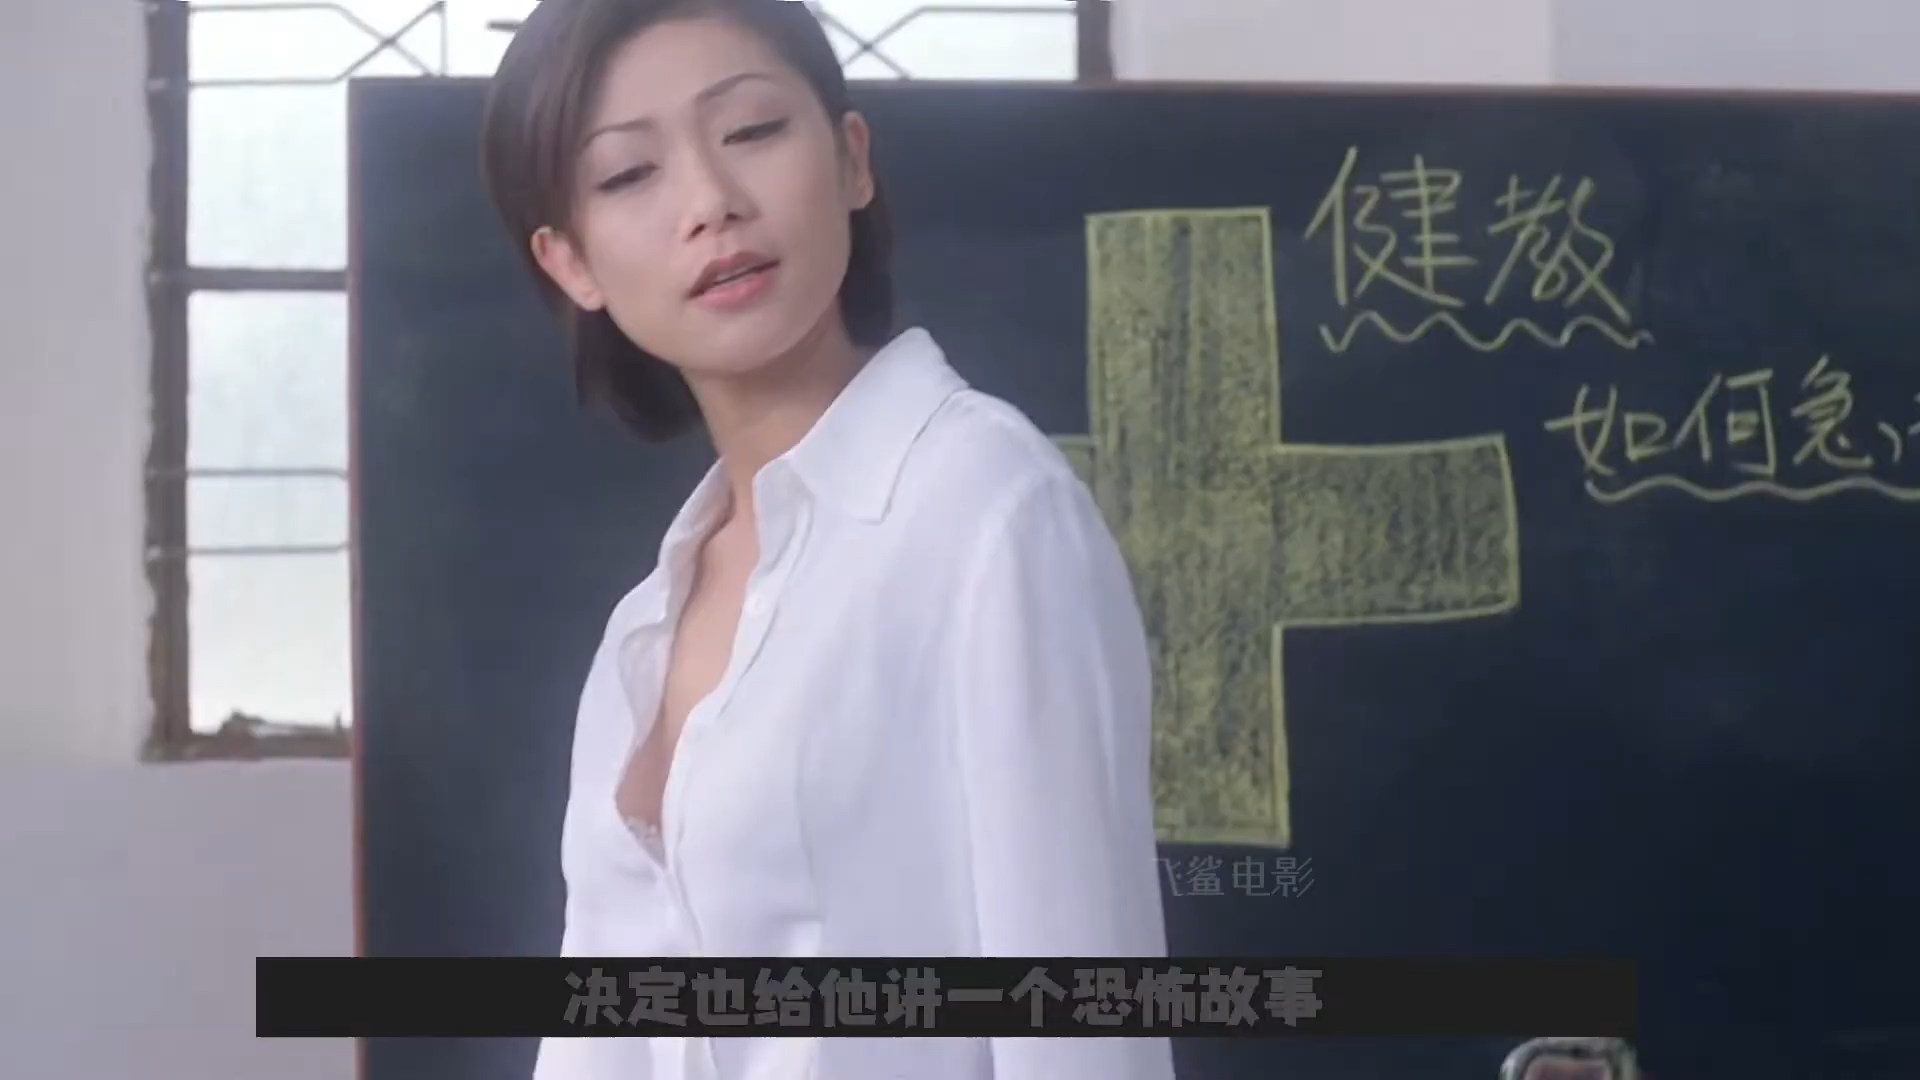 健教
如何急
飞鲨电影
决定也给他讲一个恐怖故事